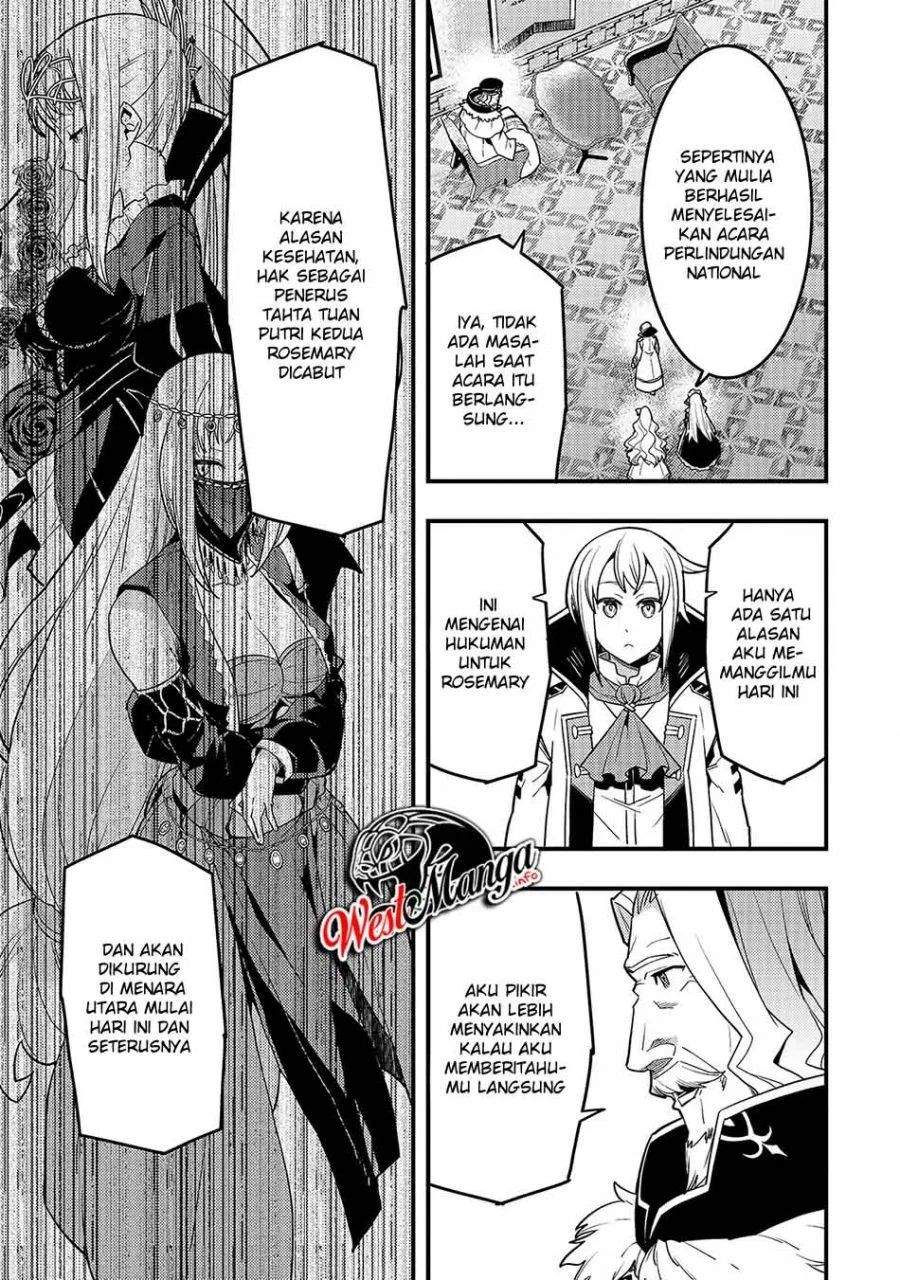 SEPERTINYA
YANG MULIA
BERHASIL
MENYELESAI-
KAN ACARA
PERLINDUNGAN
NATIONAL
IYA, TIDAK
ADA MASA-
LAH SAAT
ACARA ITU
BERLANG-
SUNG...
HANYA
ADA SATU
ALASAN
AKU ME-
MANGGILMU
HARI INI
INI
MENGENAI
HUKUMAN
UNTUK
ROSEMARY
AKU PIKIR
AKAN LEBIH
MENYAKINKAN
KALAU AKU
MEMBERITAHU-
MU LANGSUNG
KARENA
ALASAN
KESEHATAN,
HAK SEBAGAI
PENERUS
TAHTA TUAN
PUTRI KEDUA
ROSEMARY
DICABUT
DAN AKAN
DIKURUNG
DI MENARA
UTARA MULAI
HARI INI DAN
SETERUSNYA
WestManga
.info